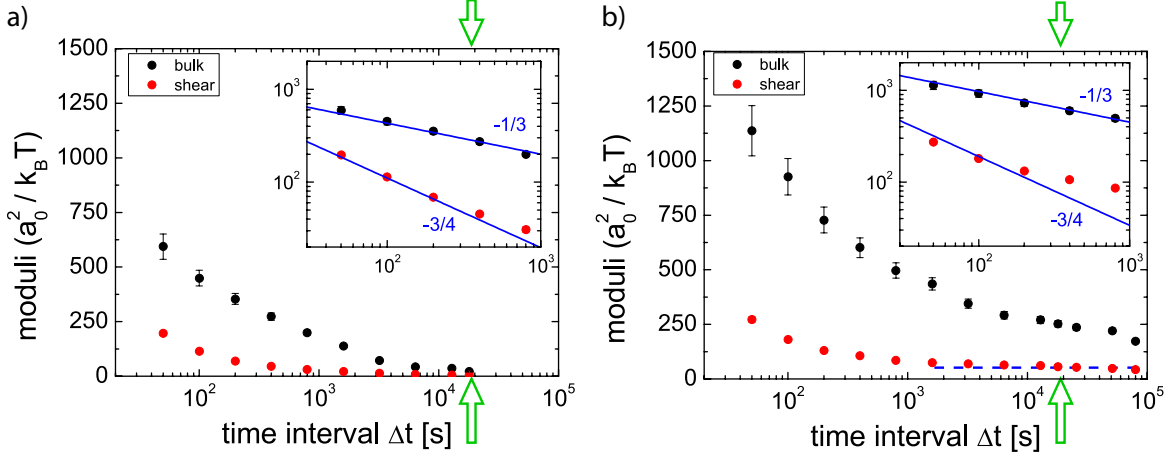 a)
moduli (a₀² / k_BT)
1500
1250
1000
750
500
250
0
bulk
shear
10³
10²
-1/3
-3/4
10² 10³
10² 10³ 10⁴ 10⁵
time interval Δt [s]
b)
moduli (a₀² / k_BT)
1500
1250
1000
750
500
250
0
bulk
shear
10³
10²
-1/3
-3/4
10² 10³
10² 10³ 10⁴ 10⁵
time interval Δt [s]